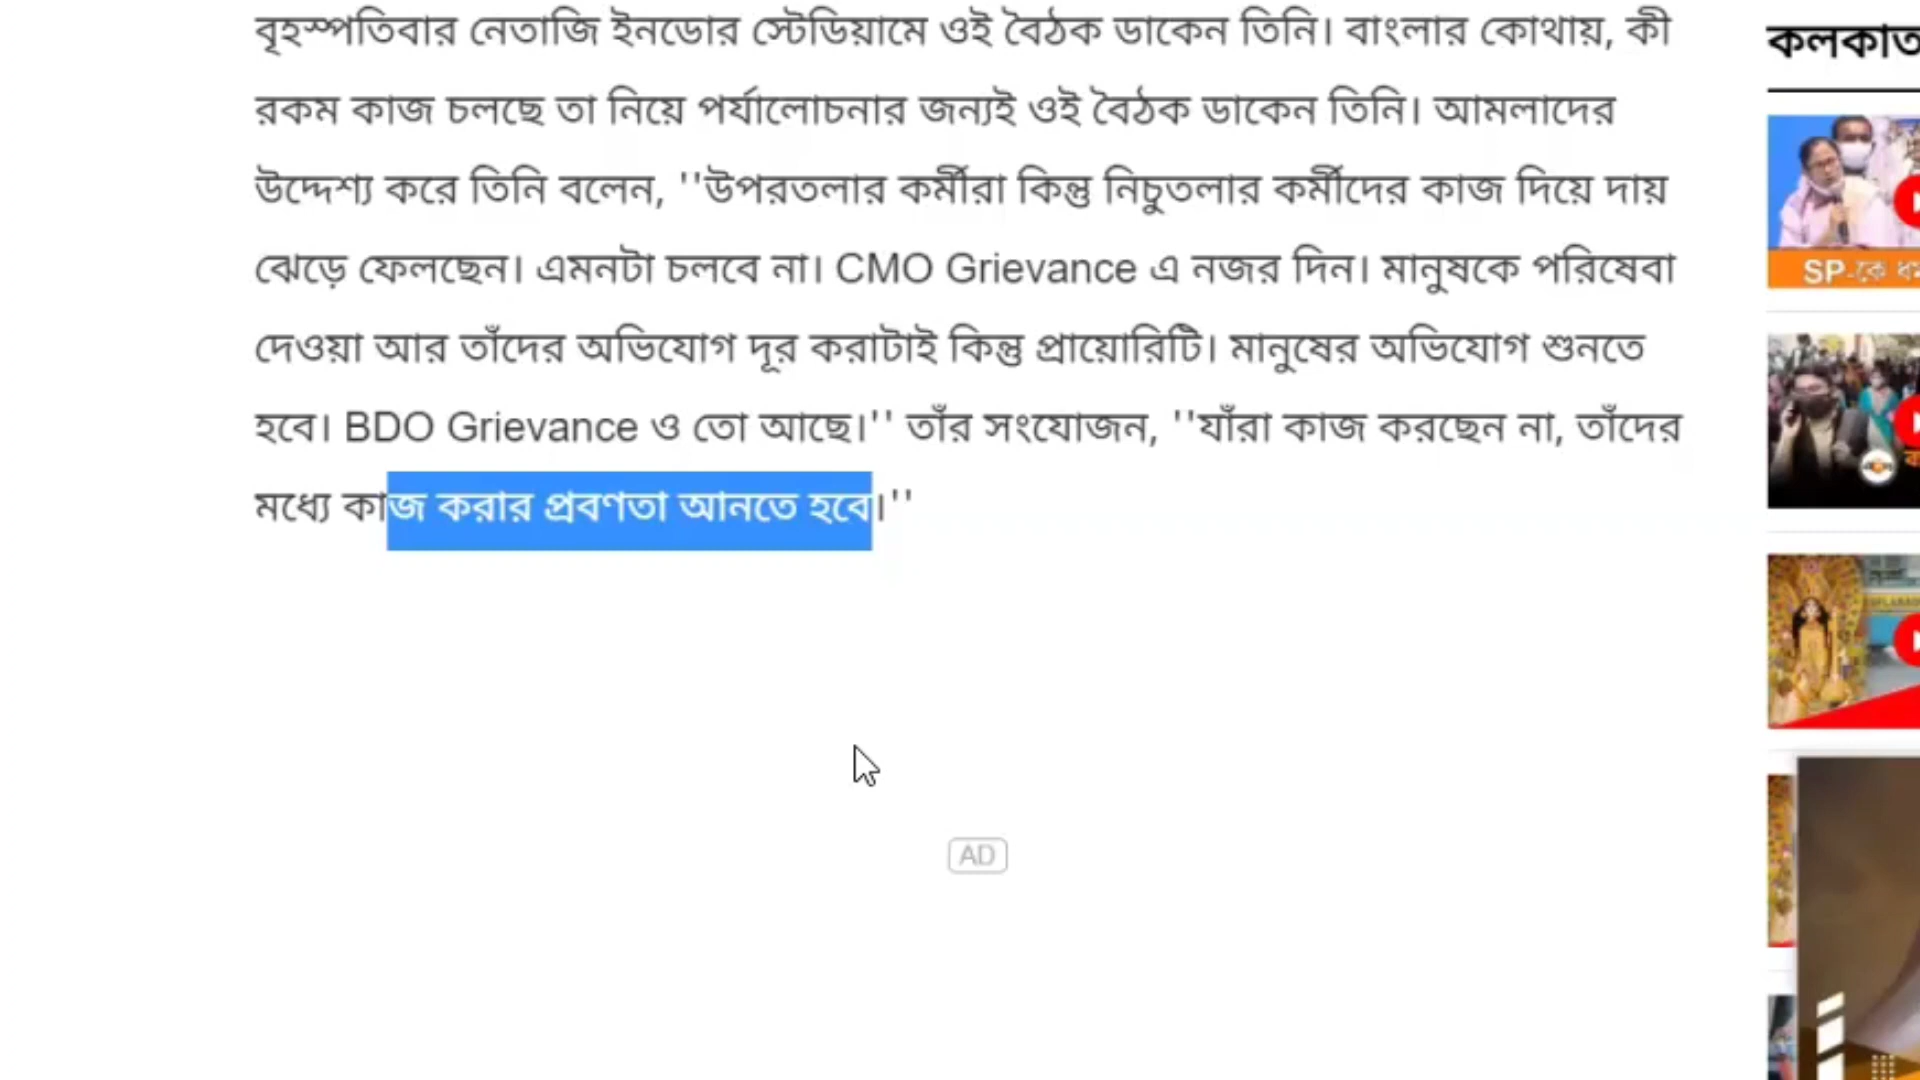 বৃহস্পতিবার নেতাজি ইনডোর স্টেডিয়ামে ওই বৈঠক ডাকেন তিনি। বাংলার কোথায়, কী
রকম কাজ চলছে তা নিয়ে পর্যালোচনার জন্যই ওই বৈঠক ডাকেন তিনি। আমলাদের
উদ্দেশ্য করে তিনি বলেন, ''উপরতলার কর্মীরা কিন্তু নিচুতলার কর্মীদের কাজ দিয়ে দায়
ঝেড়ে ফেলছেন। এমনটা চলবে না। CMO Grievance এ নজর দিন। মানুষকে পরিষেবা
দেওয়া আর তাঁদের অভিযোগ দূর করাটাই কিন্তু প্রায়োরিটি। মানুষের অভিযোগ শুনতে
হবে। BDO Grievance ও তো আছে।'' তাঁর সংযোজন, ''যাঁরা কাজ করছেন না, তাঁদের
মধ্যে কাজ করার প্রবণতা আনতে হবে।''
AD
কলকাত
SP-কে ধম